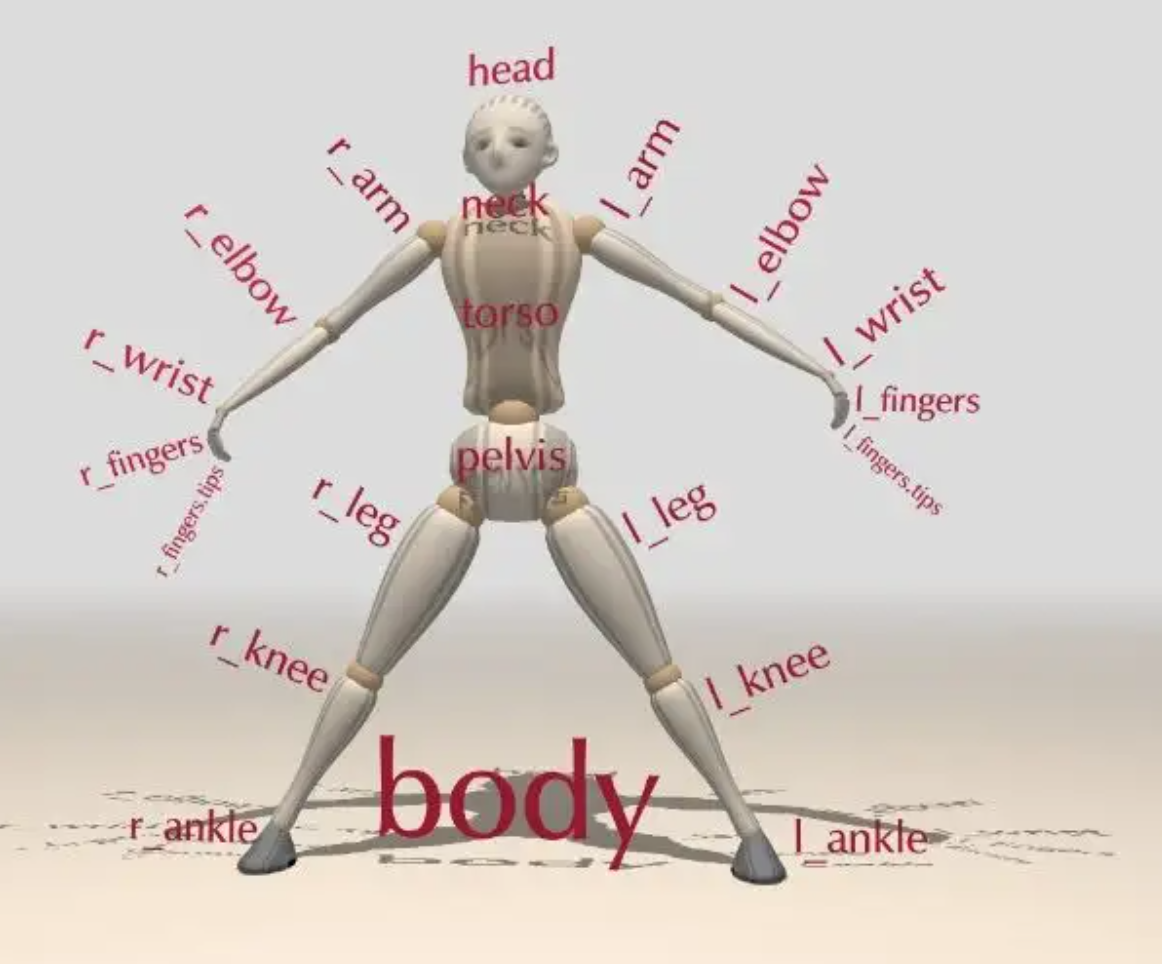 head
r_arm
l_arm
neck
r_elbow
l_elbow
torso
r_wrist
l_wrist
r_fingers
l_fingers
r_fingers.tips
l_fingers.tips
pelvis
r_leg
l_leg
r_knee
l_knee
body
r_ankle
l_ankle